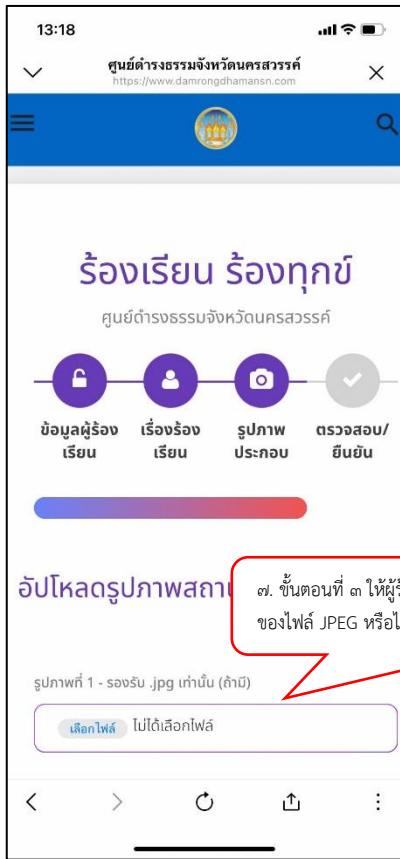 13:18
ศูนย์ดำรงธรรมจังหวัดนครสวรรค์
https://www.damrongdhamansn.com
ร้องเรียน ร้องทุกข์
ศูนย์ดำรงธรรมจังหวัดนครสวรรค์
ข้อมูลผู้ร้องเรียน
เรื่องร้องเรียน
รูปภาพประกอบ
ตรวจสอบ/ยืนยัน
อัปโหลดรูปภาพสถา
๗. ขั้นตอนที่ ๓ ให้ผู้ร้
ของไฟล์ JPEG หรือไ
รูปภาพที่ 1 - รองรับ .jpg เท่านั้น (ถ้ามี)
เลือกไฟล์ ไม่ได้เลือกไฟล์